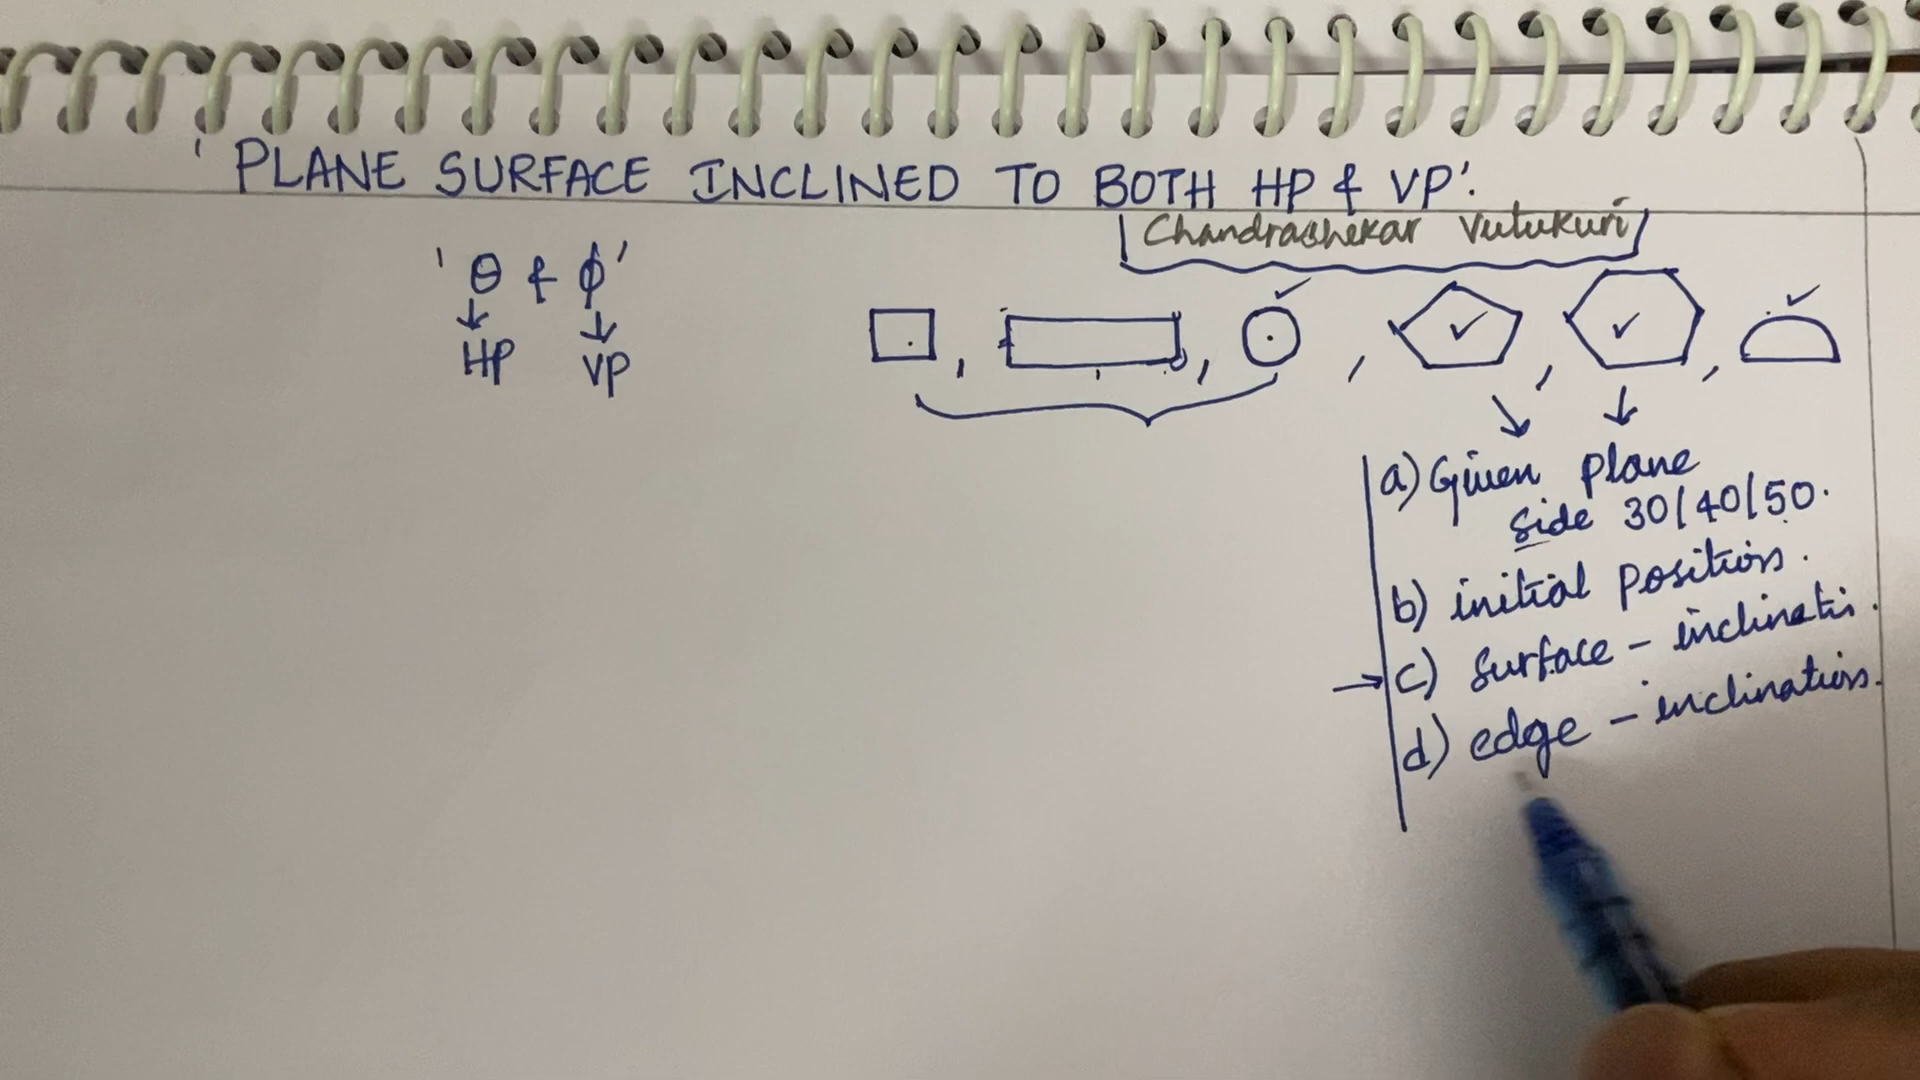 ' PLANE SURFACE INCLINED TO BOTH HP & VP'.
Chandrashekar Vutukuri
' θ & ϕ '
↓ ↓
HP VP
□ , ▭ , ○ , ⬠ , ⬡ , ⌓
a) Given plane
side 30/40/50.
b) initial position.
→ c) surface - inclinatin.
d) edge - inclination.